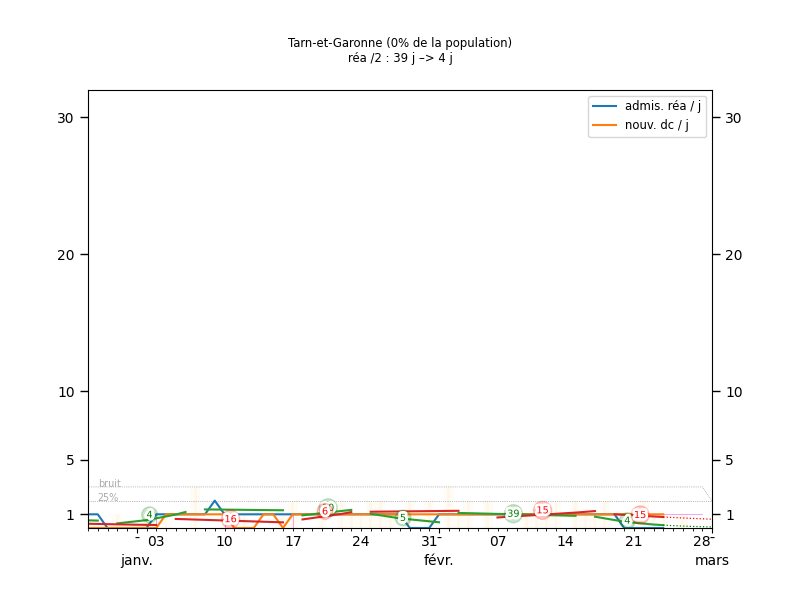 Tarn-et-Garonne (0% de la population)
réa /2 : 39 j –> 4 j
admis. réa / j
nouv. dc / j
30 30
20 20
10 10
5 5
bruit
25%
1 1
4 16 6 5 39 15 4 15
03 10 17 24 31 07 14 21 28
janv. févr. mars